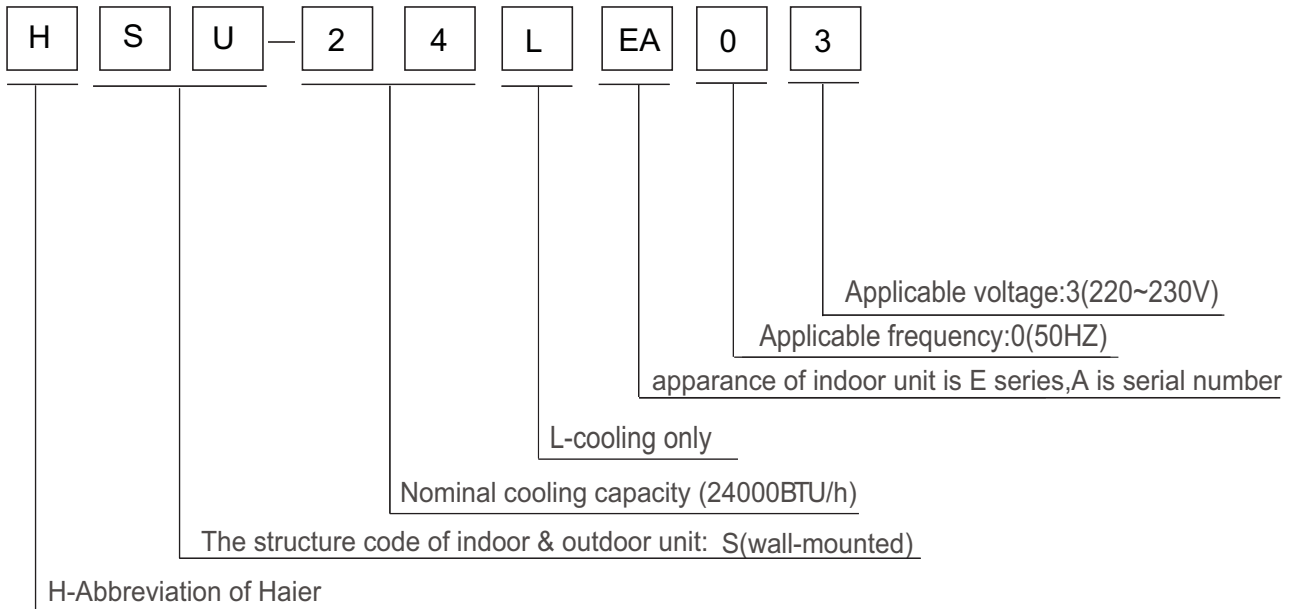 H S U — 2 4 L EA 0 3
Applicable voltage:3(220~230V)
Applicable frequency:0(50HZ)
apparance of indoor unit is E series,A is serial number
L-cooling only
Nominal cooling capacity (24000BTU/h)
The structure code of indoor & outdoor unit: S(wall-mounted)
H-Abbreviation of Haier